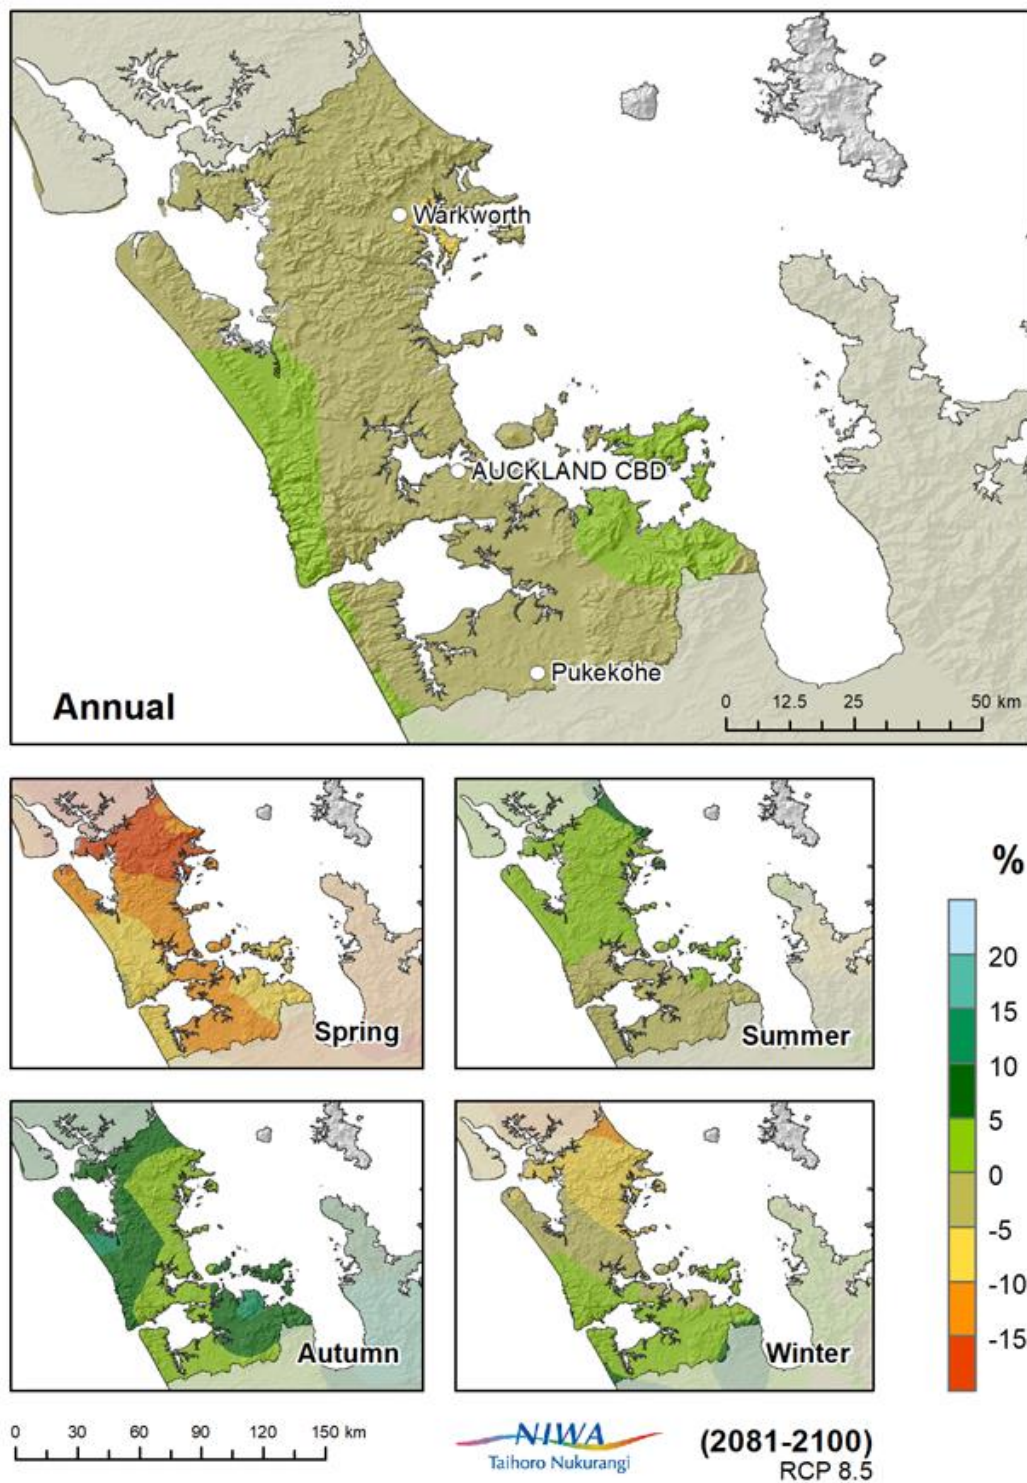 Warkworth
AUCKLAND CBD
Pukekohe
Annual
0 12.5 25 50 km
Spring
Summer
%
20
15
10
5
0
-5
-10
-15
Autumn
Winter
0 30 60 90 120 150 km
NIWA
Taihoro Nukurangi
(2081-2100)
RCP 8.5